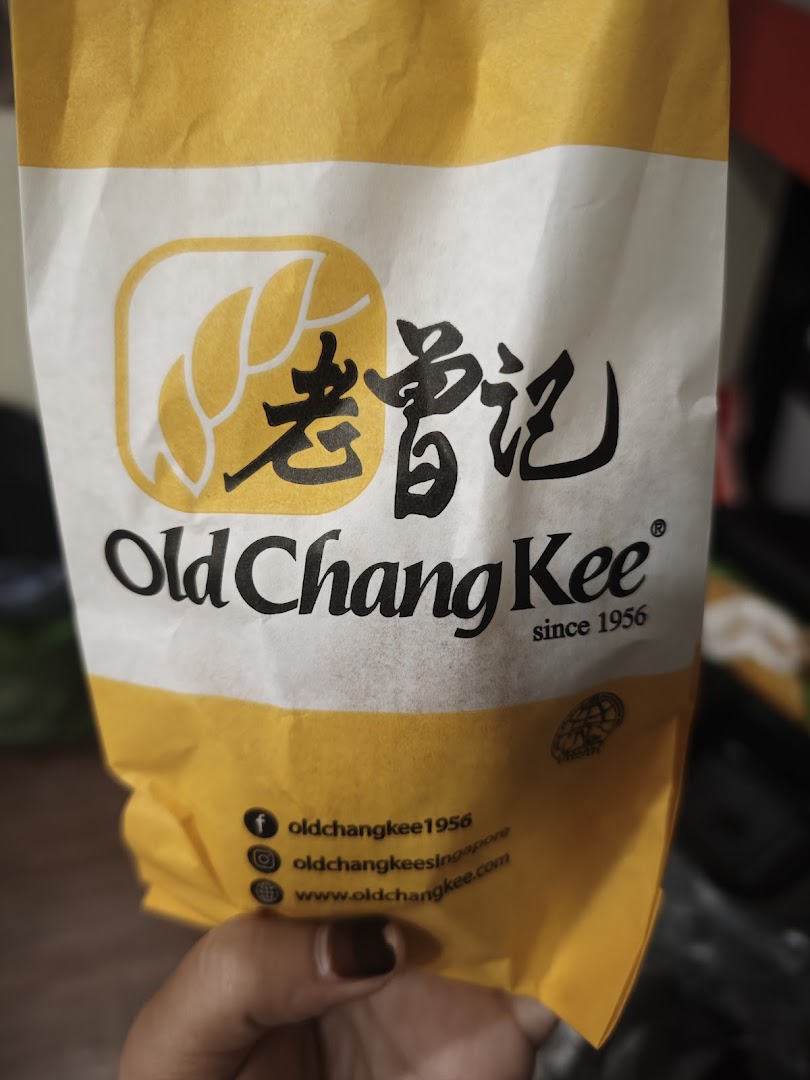 老曾记
Old Chang Kee®
since 1956
oldchangkee1956
oldchangkeesingapore
www.oldchangkee.com